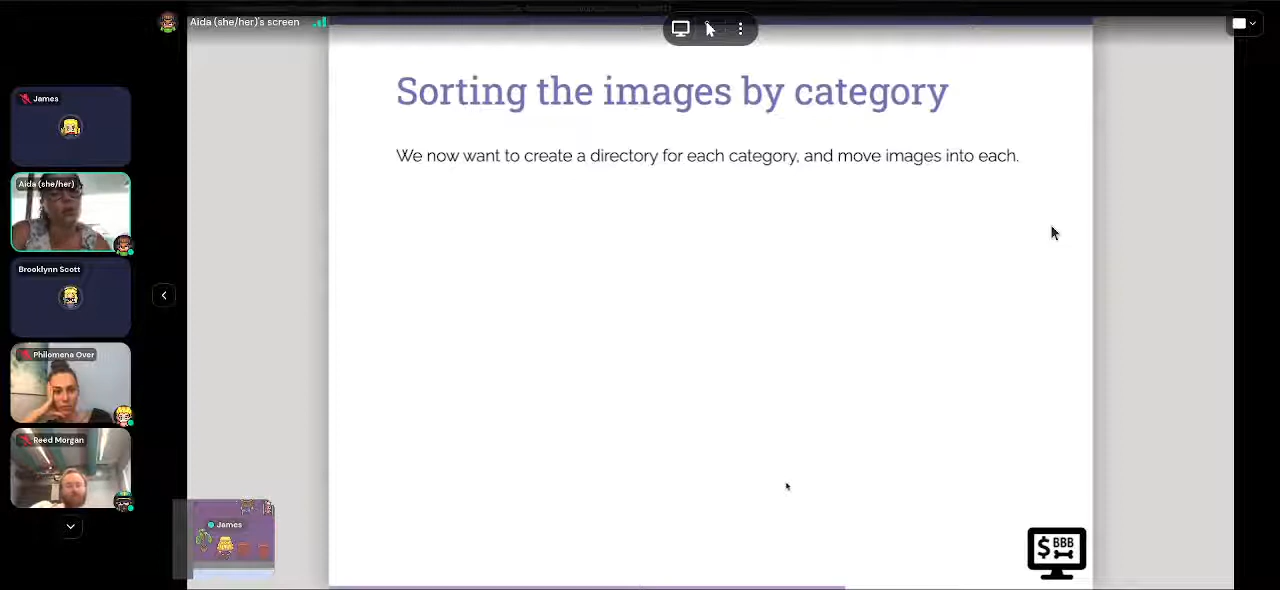 Aida (she/her)'s screen
James
Aida (she/her)
Brooklynn Scott
Philomena Over
Reed Morgan
Sorting the images by category
We now want to create a directory for each category, and move images into each.
James
$ BBB